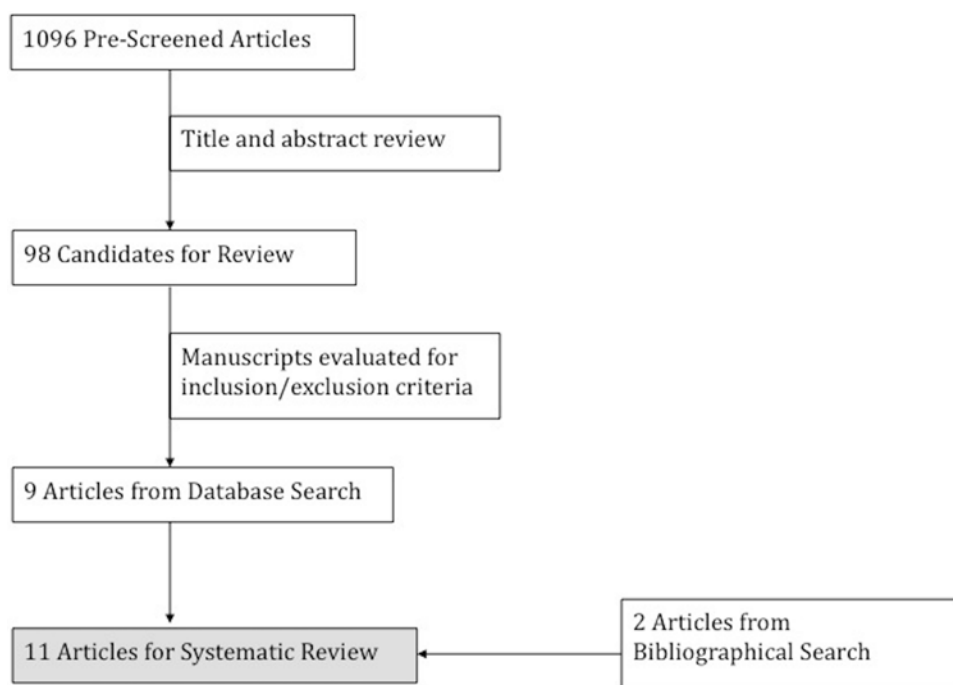 1096 Pre-Screened Articles
Title and abstract review
98 Candidates for Review
Manuscripts evaluated for
inclusion/exclusion criteria
9 Articles from Database Search
11 Articles for Systematic Review
2 Articles from
Bibliographical Search